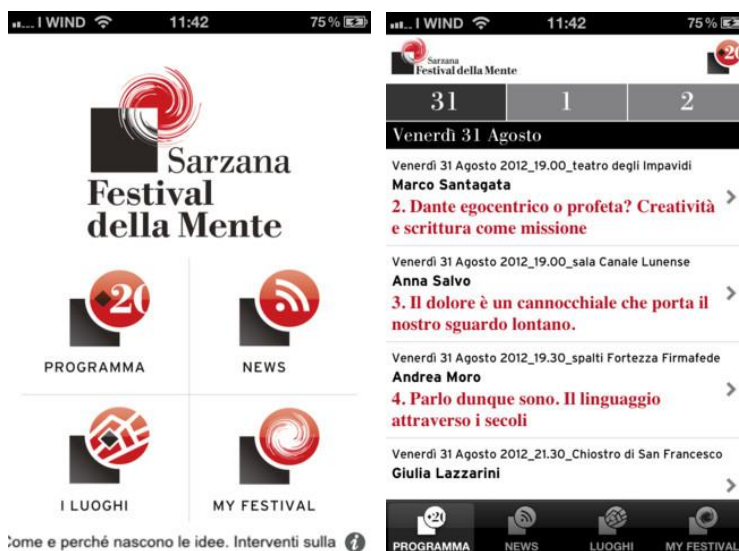 I WIND 11:42 75%
Sarzana
Festival
della Mente
20
PROGRAMMA
NEWS
I LUOGHI
MY FESTIVAL
Come e perché nascono le idee. Interventi sulla
I WIND 11:42 75%
Sarzana
Festival della Mente
20
31 1 2
Venerdì 31 Agosto
Venerdì 31 Agosto 2012_19.00_teatro degli Impavidi
Marco Santagata
2. Dante egocentrico o profeta? Creatività
e scrittura come missione
Venerdì 31 Agosto 2012_19.00_sala Canale Lunense
Anna Salvo
3. Il dolore è un cannocchiale che porta il
nostro sguardo lontano.
Venerdì 31 Agosto 2012_19.30_spalti Fortezza Firmafede
Andrea Moro
4. Parlo dunque sono. Il linguaggio
attraverso i secoli
Venerdì 31 Agosto 2012_21.30_Chiostro di San Francesco
Giulia Lazzarini
20
PROGRAMMA NEWS LUOGHI MY FESTIVAL